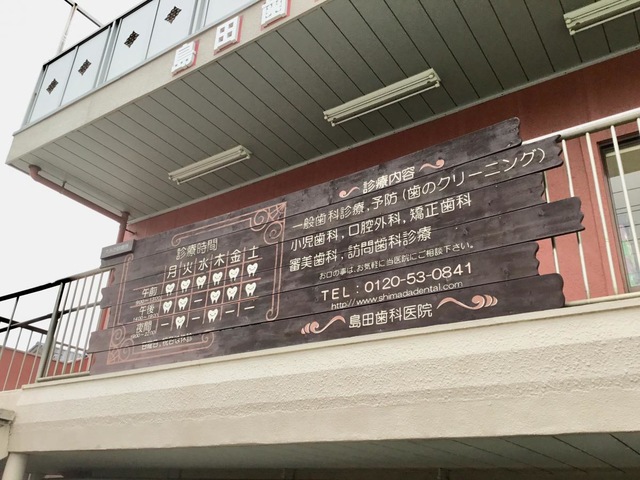 島田
診療時間
月火水木金土
午前
午後
夜間
診療内容
一般歯科診療,予防(歯のクリーニング)
小児歯科,口腔外科,矯正歯科
審美歯科,訪問歯科診療
お口の事は、お気軽に当医院にご相談下さい。
TEL:0120-53-0841
http://www.shimadadental.com
島田歯科医院